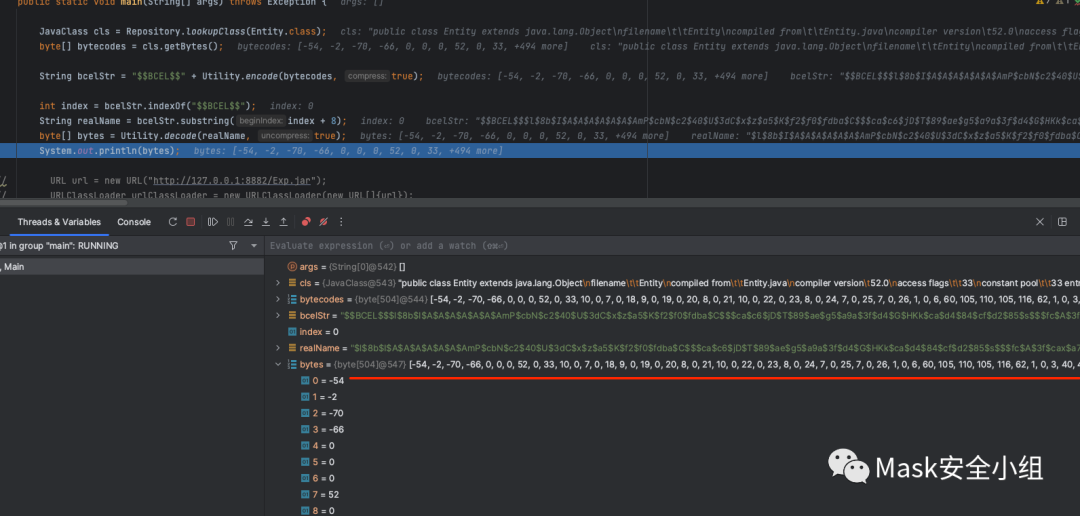 public static void main(String[] args) throws Exception {   args: []
JavaClass cls = Repository.lookupClass(Entity.class);   cls: "public class Entity extends java.lang.Object\nfilename\t\tEntity\ncompiled from\t\tEntity.java\ncompiler version\t52.0\naccess flag
byte[] bytecodes = cls.getBytes();   bytecodes: [-54, -2, -70, -66, 0, 0, 0, 52, 0, 33, +494 more]   cls: "public class Entity extends java.lang.Object\nfilename\t\tEntity\ncompiled from\t\tE
String bcelStr = "$$BCEL$$" + Utility.encode(bytecodes, compress: true);   bytecodes: [-54, -2, -70, -66, 0, 0, 0, 52, 0, 33, +494 more]   bcelStr: "$$BCEL$$$l$8b$I$A$A$A$A$A$A$AmP$cbN$c2$40$U
int index = bcelStr.indexOf("$$BCEL$$");   index: 0
String realName = bcelStr.substring( beginIndex: index + 8);   index: 0   bcelStr: "$$BCEL$$$l$8b$I$A$A$A$A$A$A$AmP$cbN$c2$40$U$3dC$x$z$a5$K$f2$f0$fdba$C$$$ca$c6$jD$T$89$ae$g5$a9a$3f$d4$G$HKk$ca
byte[] bytes = Utility.decode(realName, uncompress: true);   bytes: [-54, -2, -70, -66, 0, 0, 0, 52, 0, 33, +494 more]   realName: "$l$8b$I$A$A$A$A$A$A$AmP$cbN$c2$40$U$3dC$x$z$a5$K$f2$f0$fdba$C
System.out.println(bytes);   bytes: [-54, -2, -70, -66, 0, 0, 0, 52, 0, 33, +494 more]
// URL url = new URL("http://127.0.0.1:8882/Exp.jar");
// URLClassLoader urlClassLoader = new URLClassLoader(new URL[]{url});
Threads & Variables   Console
@1 in group "main": RUNNING   Evaluate expression (⏎) or add a watch (⇧⌘⏎)
, Main
args = {String[0]@542} []
cls = {JavaClass@543} "public class Entity extends java.lang.Object\nfilename\t\tEntity\ncompiled from\t\tEntity.java\ncompiler version\t52.0\naccess flags\t\t33\nconstant pool\t\t33 entr
bytecodes = {byte[504]@544} [-54, -2, -70, -66, 0, 0, 0, 52, 0, 33, 10, 0, 7, 0, 18, 9, 0, 19, 0, 20, 8, 0, 21, 10, 0, 22, 0, 23, 8, 0, 24, 7, 0, 25, 7, 0, 26, 1, 0, 6, 60, 105, 110, 105, 116, 62, 1, 0, 3,
bcelStr = "$$BCEL$$$l$8b$I$A$A$A$A$A$A$AmP$cbN$c2$40$U$3dC$x$z$a5$K$f2$f0$fdba$C$$$ca$c6$jD$T$89$ae$g5$a9a$3f$d4$G$HKk$ca$d4$84$cf$d2$85$s$$$fc$A$3f
index = 0
realName = "$l$8b$I$A$A$A$A$A$A$AmP$cbN$c2$40$U$3dC$x$z$a5$K$f2$f0$fdba$C$$$ca$c6$jD$T$89$ae$g5$a9a$3f$d4$G$HKk$ca$d4$84$cf$d2$85$s$$$fc$A$3f$cax$a7
bytes = {byte[504]@547} [-54, -2, -70, -66, 0, 0, 0, 52, 0, 33, 10, 0, 7, 0, 18, 9, 0, 19, 0, 20, 8, 0, 21, 10, 0, 22, 0, 23, 8, 0, 24, 7, 0, 25, 7, 0, 26, 1, 0, 6, 60, 105, 110, 105, 116, 62, 1, 0, 3, 40, 4
0 = -54
1 = -2
2 = -70
3 = -66
4 = 0
5 = 0
6 = 0
7 = 52
8 = 0
Mask安全小组